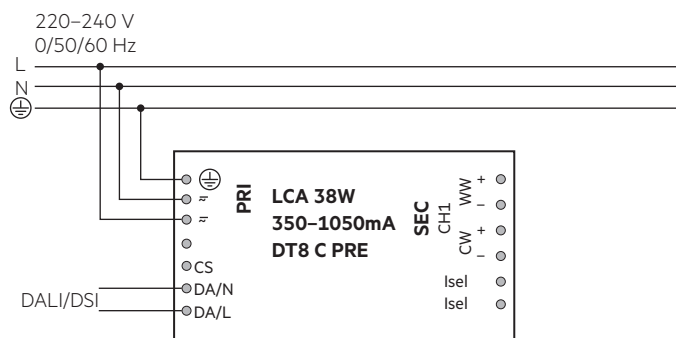 220–240 V
0/50/60 Hz
L
N
PRI
LCA 38W
350–1050mA
DT8 C PRE
SEC
CH1
WW
+
–
CW
+
–
CS
DALI/DSI
DA/N
DA/L
Isel
Isel